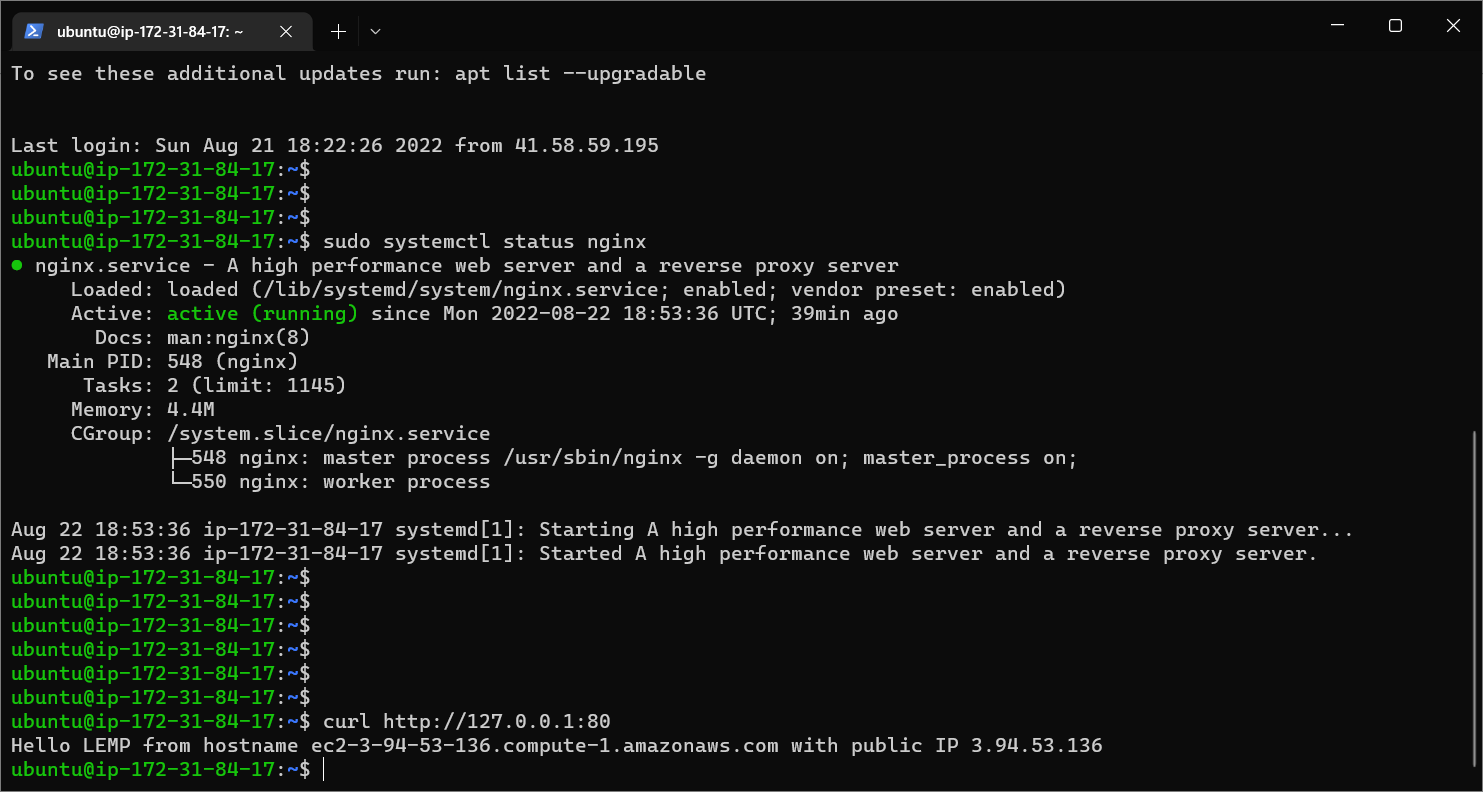 ubuntu@ip-172-31-84-17: ~
To see these additional updates run: apt list --upgradable
Last login: Sun Aug 21 18:22:26 2022 from 41.58.59.195
ubuntu@ip-172-31-84-17:~$
ubuntu@ip-172-31-84-17:~$
ubuntu@ip-172-31-84-17:~$
ubuntu@ip-172-31-84-17:~$ sudo systemctl status nginx
● nginx.service - A high performance web server and a reverse proxy server
Loaded: loaded (/lib/systemd/system/nginx.service; enabled; vendor preset: enabled)
Active: active (running) since Mon 2022-08-22 18:53:36 UTC; 39min ago
Docs: man:nginx(8)
Main PID: 548 (nginx)
Tasks: 2 (limit: 1145)
Memory: 4.4M
CGroup: /system.slice/nginx.service
├─548 nginx: master process /usr/sbin/nginx -g daemon on; master_process on;
└─550 nginx: worker process
Aug 22 18:53:36 ip-172-31-84-17 systemd[1]: Starting A high performance web server and a reverse proxy server...
Aug 22 18:53:36 ip-172-31-84-17 systemd[1]: Started A high performance web server and a reverse proxy server.
ubuntu@ip-172-31-84-17:~$
ubuntu@ip-172-31-84-17:~$
ubuntu@ip-172-31-84-17:~$
ubuntu@ip-172-31-84-17:~$
ubuntu@ip-172-31-84-17:~$
ubuntu@ip-172-31-84-17:~$
ubuntu@ip-172-31-84-17:~$ curl http://127.0.0.1:80
Hello LEMP from hostname ec2-3-94-53-136.compute-1.amazonaws.com with public IP 3.94.53.136
ubuntu@ip-172-31-84-17:~$